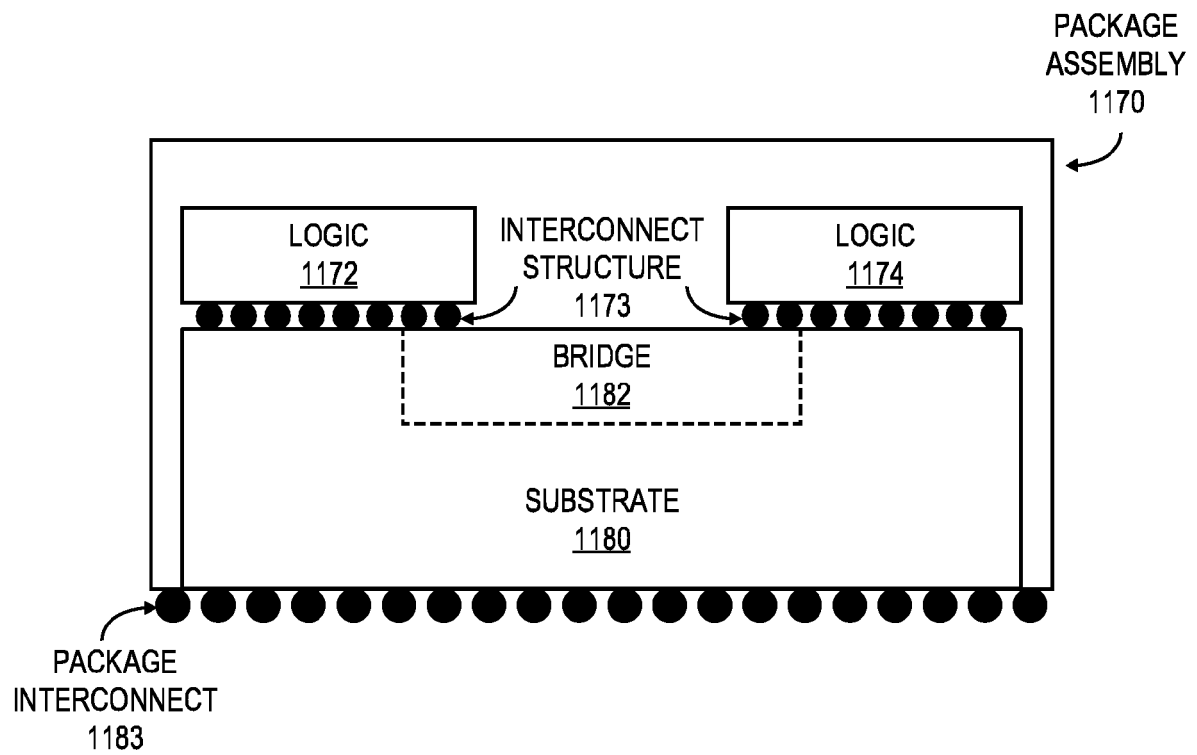 PACKAGE
ASSEMBLY
1170
LOGIC
1172
INTERCONNECT
STRUCTURE
1173
LOGIC
1174
BRIDGE
1182
SUBSTRATE
1180
PACKAGE
INTERCONNECT
1183